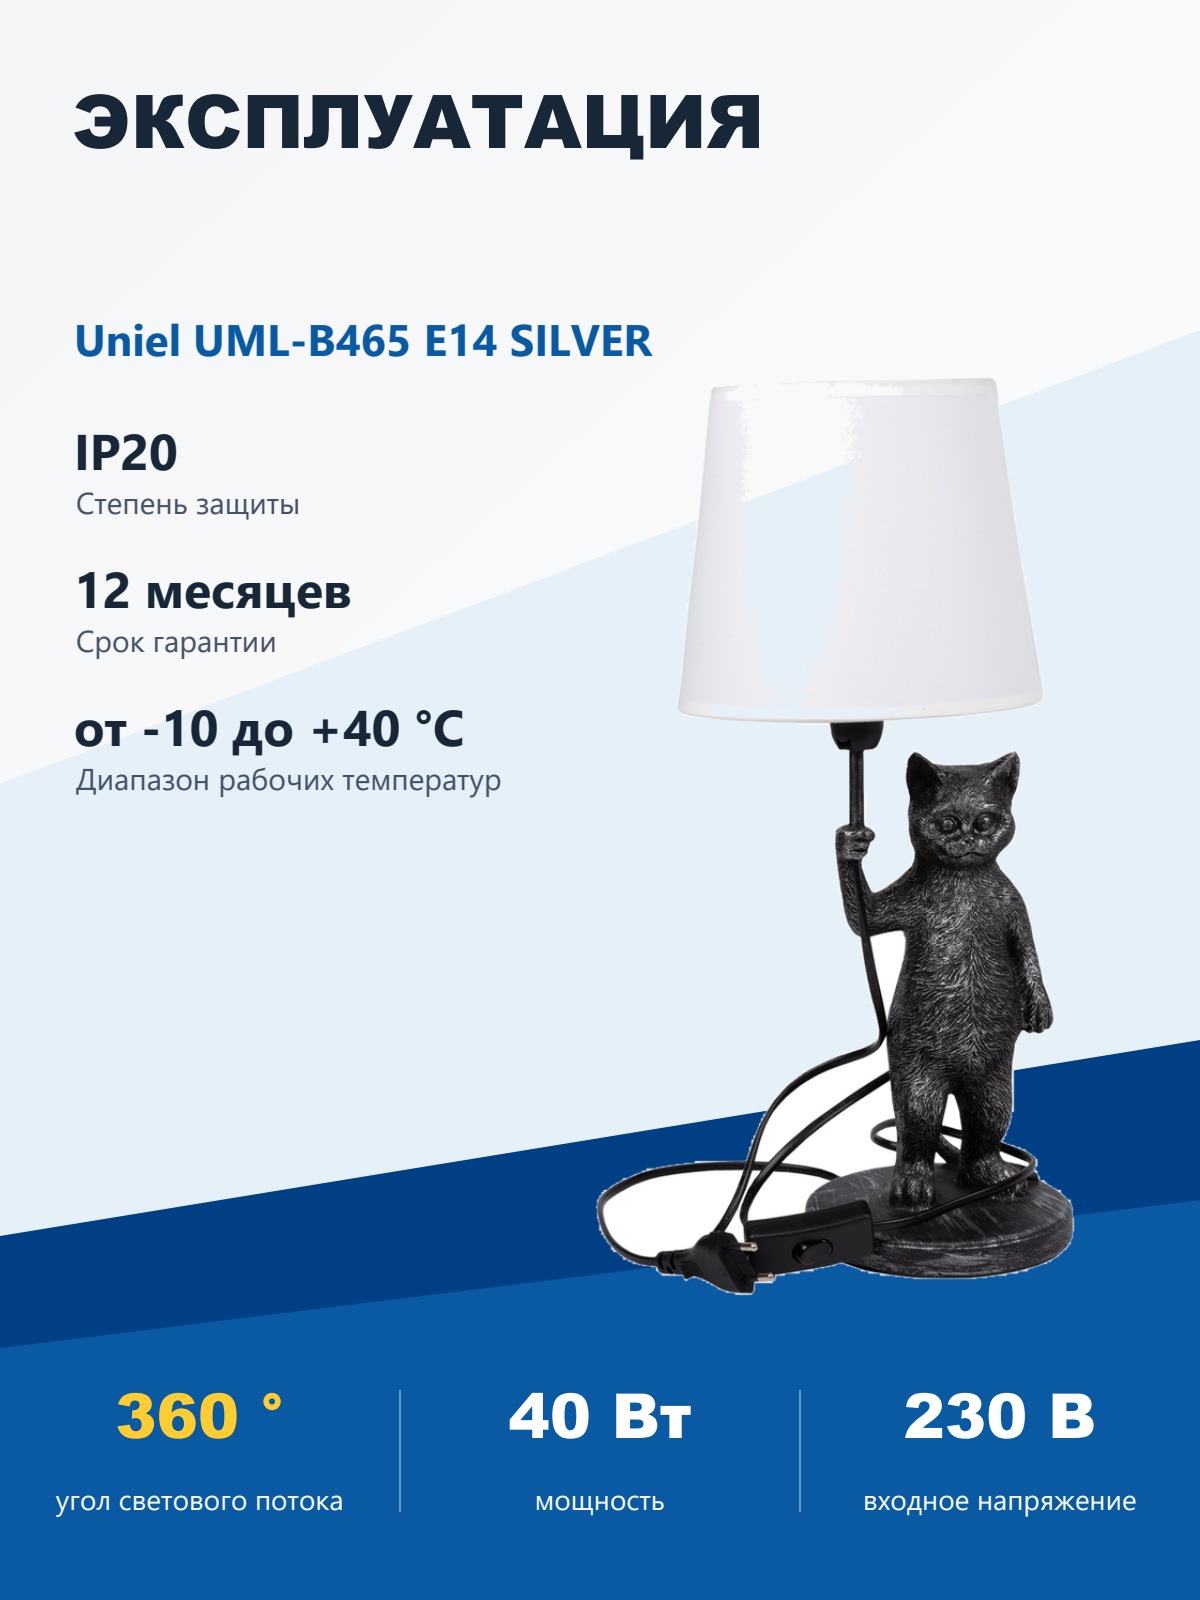 ЭКСПЛУАТАЦИЯ
Uniel UML-B465 E14 SILVER
IP20
Степень защиты
12 месяцев
Срок гарантии
от -10 до +40 °C
Диапазон рабочих температур
360 °
угол светового потока
40 Вт
мощность
230 В
входное напряжение